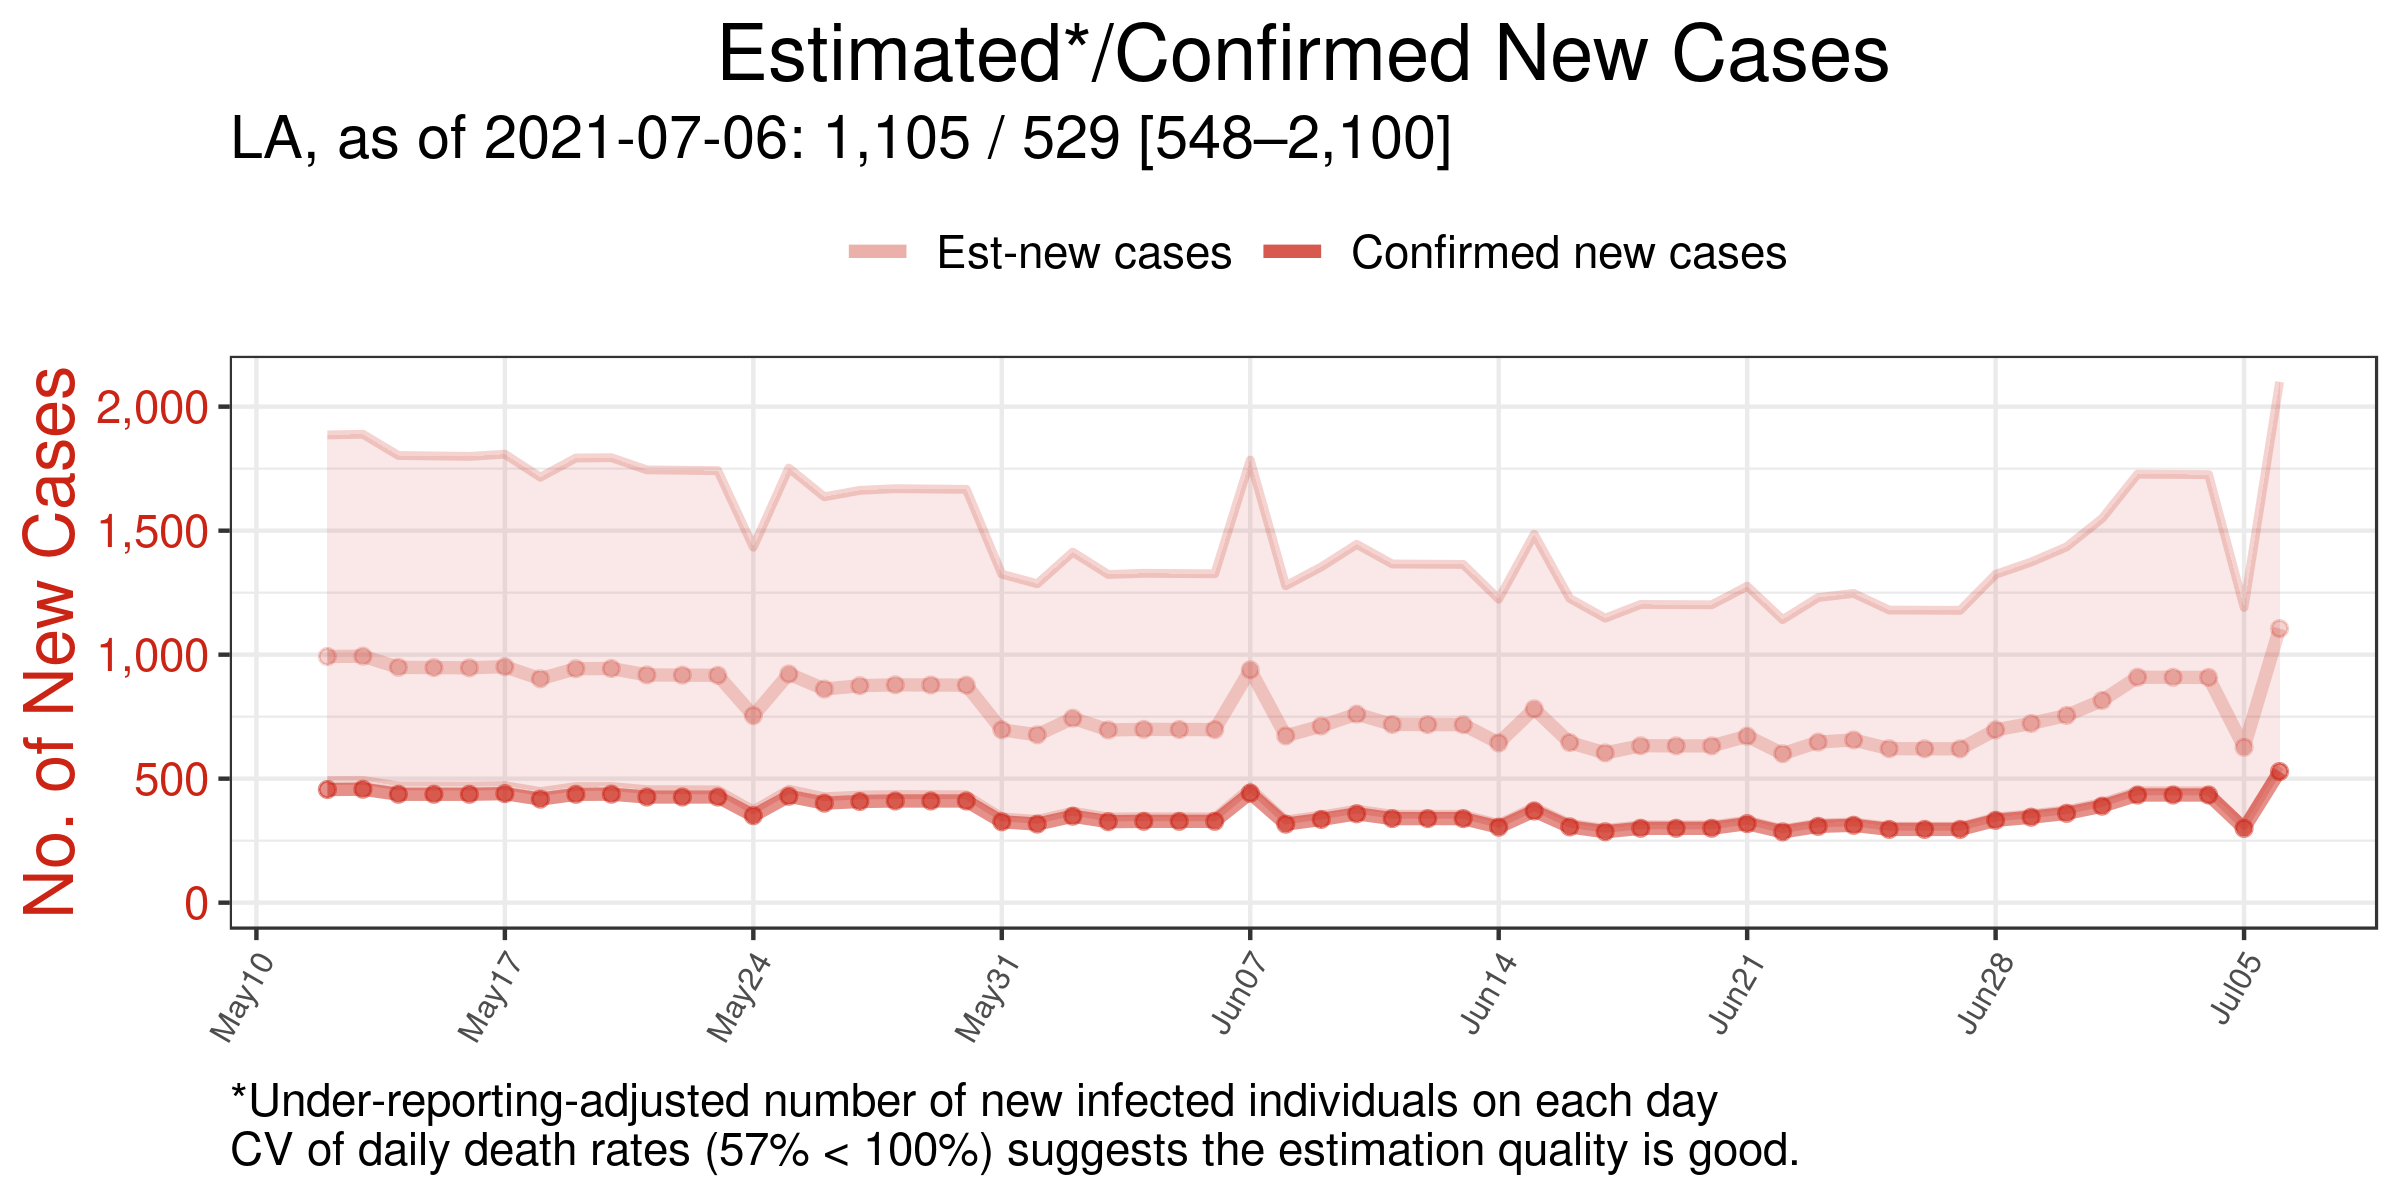 Estimated*/Confirmed New Cases
LA, as of 2021-07-06: 1,105 / 529 [548–2,100]
Est-new cases
Confirmed new cases
No. of New Cases
2,000
1,500
1,000
500
0
May10
May17
May24
May31
Jun07
Jun14
Jun21
Jun28
Jul05
*Under-reporting-adjusted number of new infected individuals on each day
CV of daily death rates (57% < 100%) suggests the estimation quality is good.